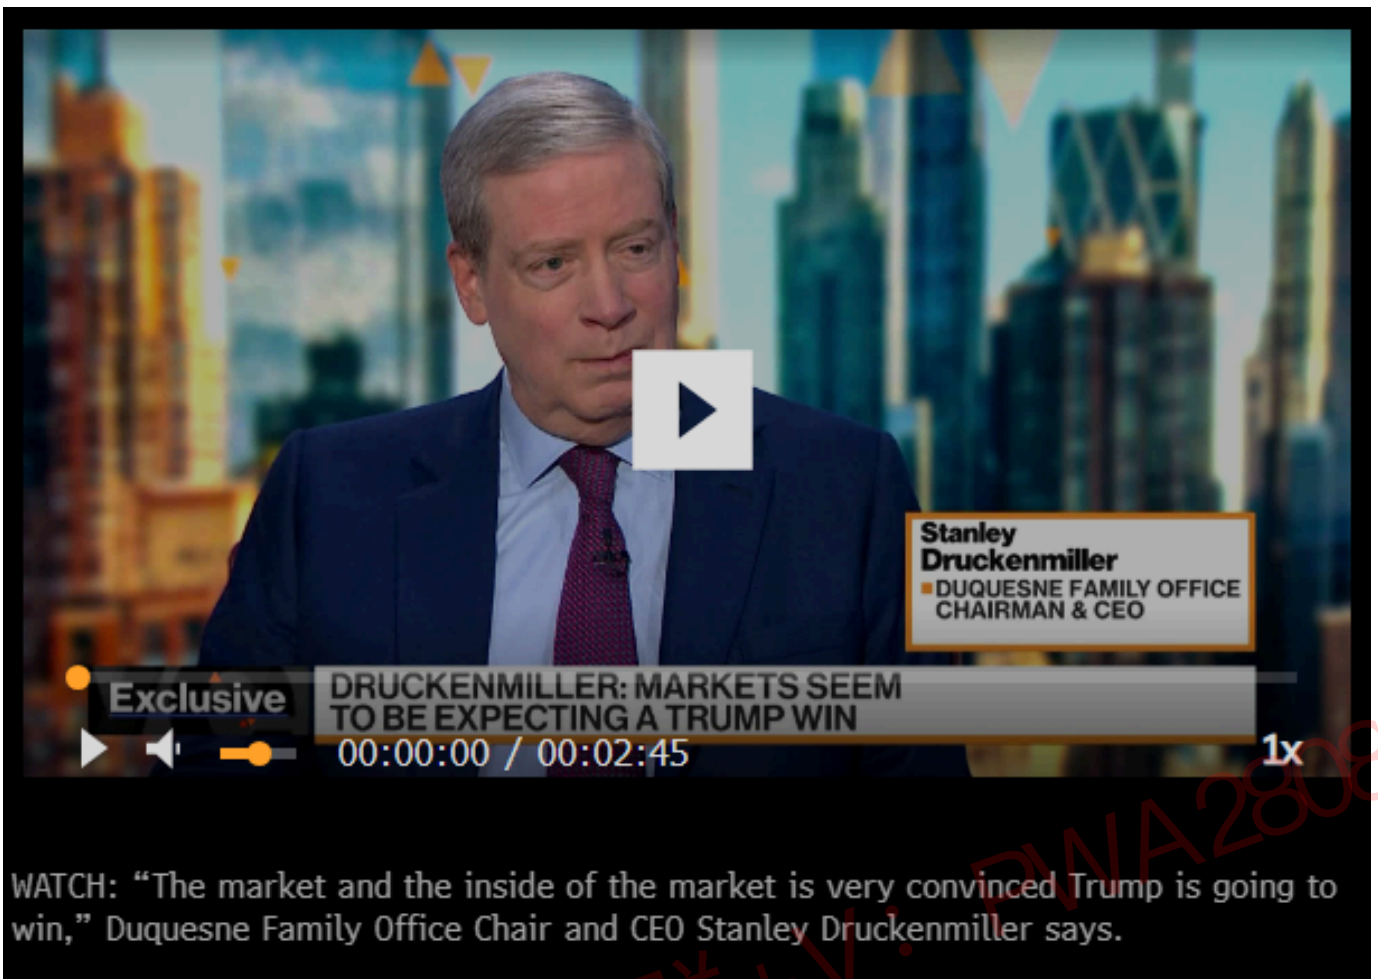 Stanley
Druckenmiller
DUQUESNE FAMILY OFFICE
CHAIRMAN & CEO
Exclusive
DRUCKENMILLER: MARKETS SEEM
TO BE EXPECTING A TRUMP WIN
00:00:00 / 00:02:45
1x
WATCH: “The market and the inside of the market is very convinced Trump is going to
win,” Duquesne Family Office Chair and CEO Stanley Druckenmiller says.
V: PWA2808